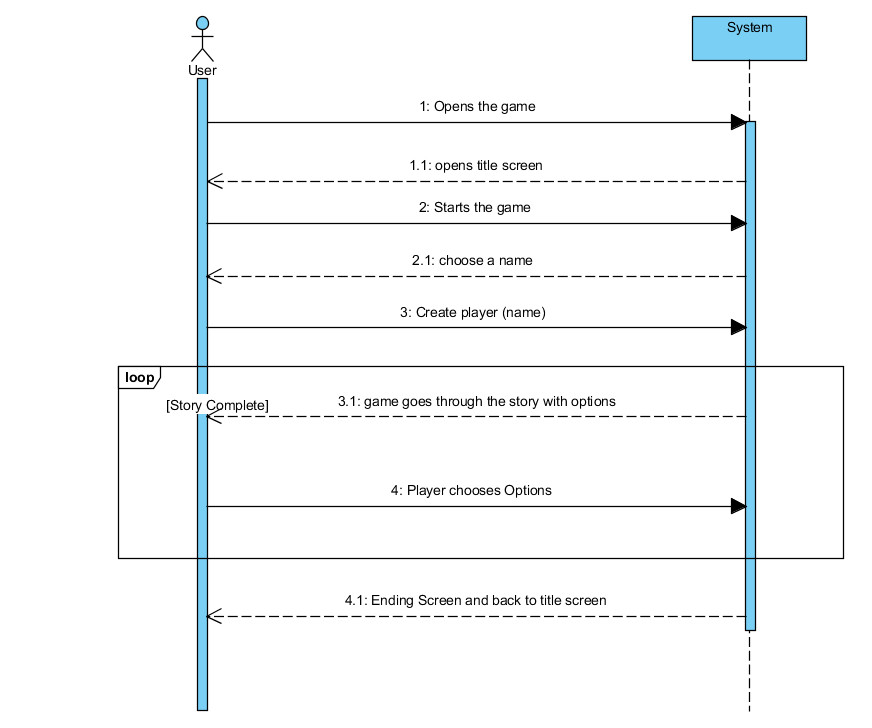 System
User
1: Opens the game
1.1: opens title screen
2: Starts the game
2.1: choose a name
3: Create player (name)
loop
[Story Complete]
3.1: game goes through the story with options
4: Player chooses Options
4.1: Ending Screen and back to title screen